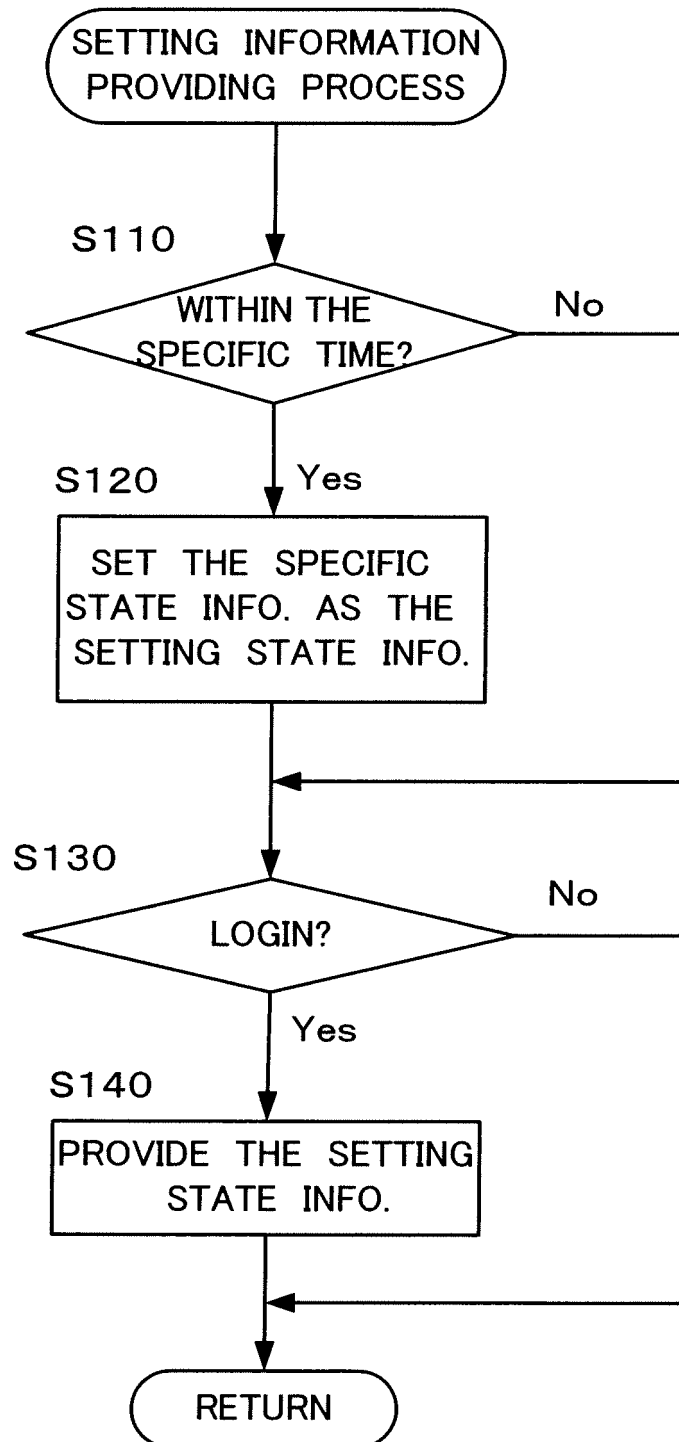 SETTING INFORMATION
PROVIDING PROCESS
S110
WITHIN THE
SPECIFIC TIME?
No
Yes
S120
SET THE SPECIFIC
STATE INFO. AS THE
SETTING STATE INFO.
S130
LOGIN?
No
Yes
S140
PROVIDE THE SETTING
STATE INFO.
RETURN